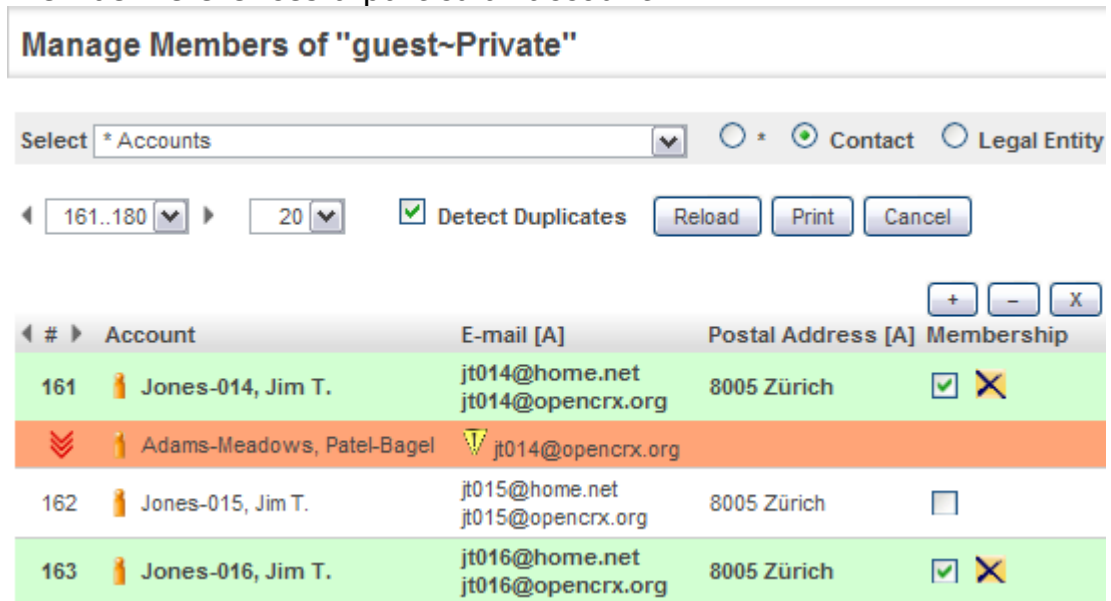 Manage Members of "guest~Private"
Select * Accounts * Contact Legal Entity
161..180 20 Detect Duplicates Reload Print Cancel
+ – X
# Account E-mail [A] Postal Address [A] Membership
161 Jones-014, Jim T. jt014@home.net 8005 Zürich
jt014@opencrx.org
Adams-Meadows, Patel-Bagel jt014@opencrx.org
162 Jones-015, Jim T. jt015@home.net 8005 Zürich
jt015@opencrx.org
163 Jones-016, Jim T. jt016@home.net 8005 Zürich
jt016@opencrx.org